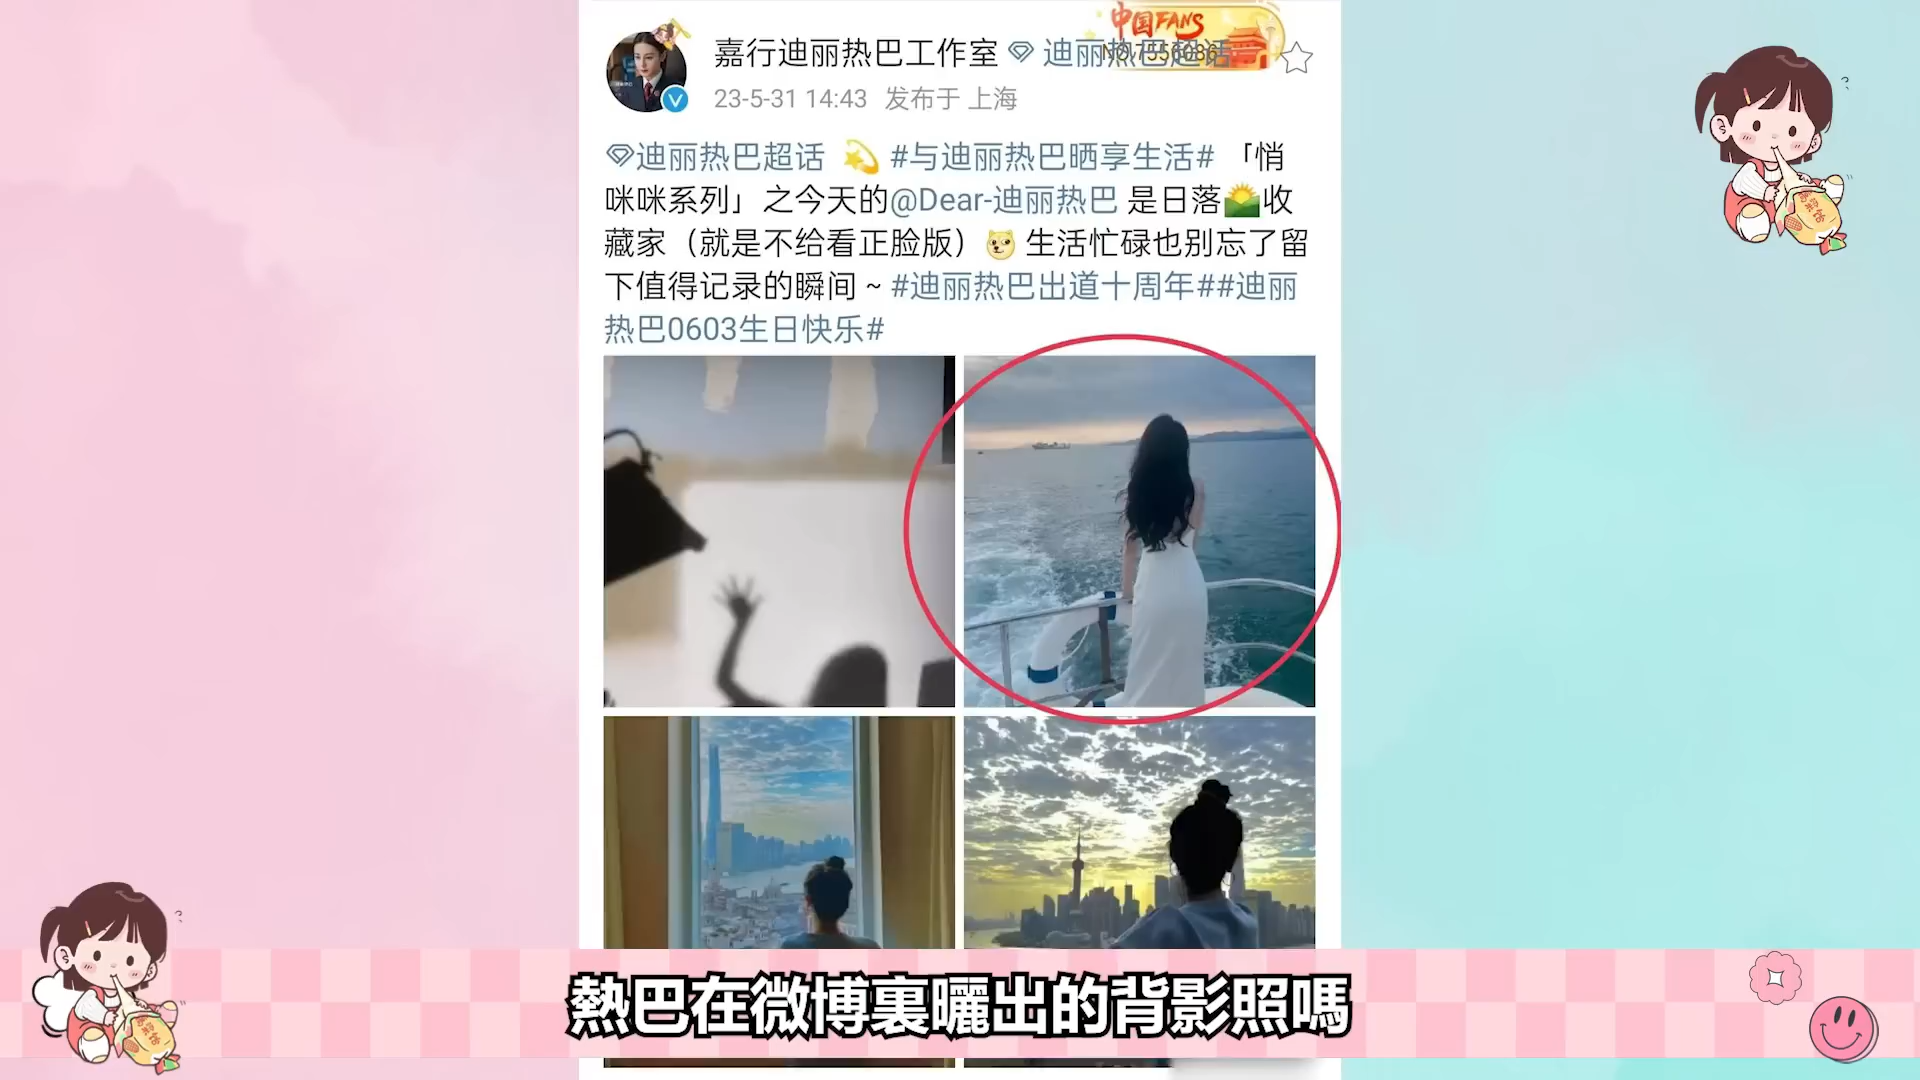 中国FANS
嘉行迪丽热巴工作室 迪丽热巴超话
23-5-31 14:43 发布于 上海
迪丽热巴超话 #与迪丽热巴晒享生活# 「悄
咪咪系列」之今天的@Dear-迪丽热巴 是日落收
藏家（就是不给看正脸版） 生活忙碌也别忘了留
下值得记录的瞬间 ~ #迪丽热巴出道十周年##迪丽
热巴0603生日快乐#
熱巴在微博裏曬出的背影照嗎